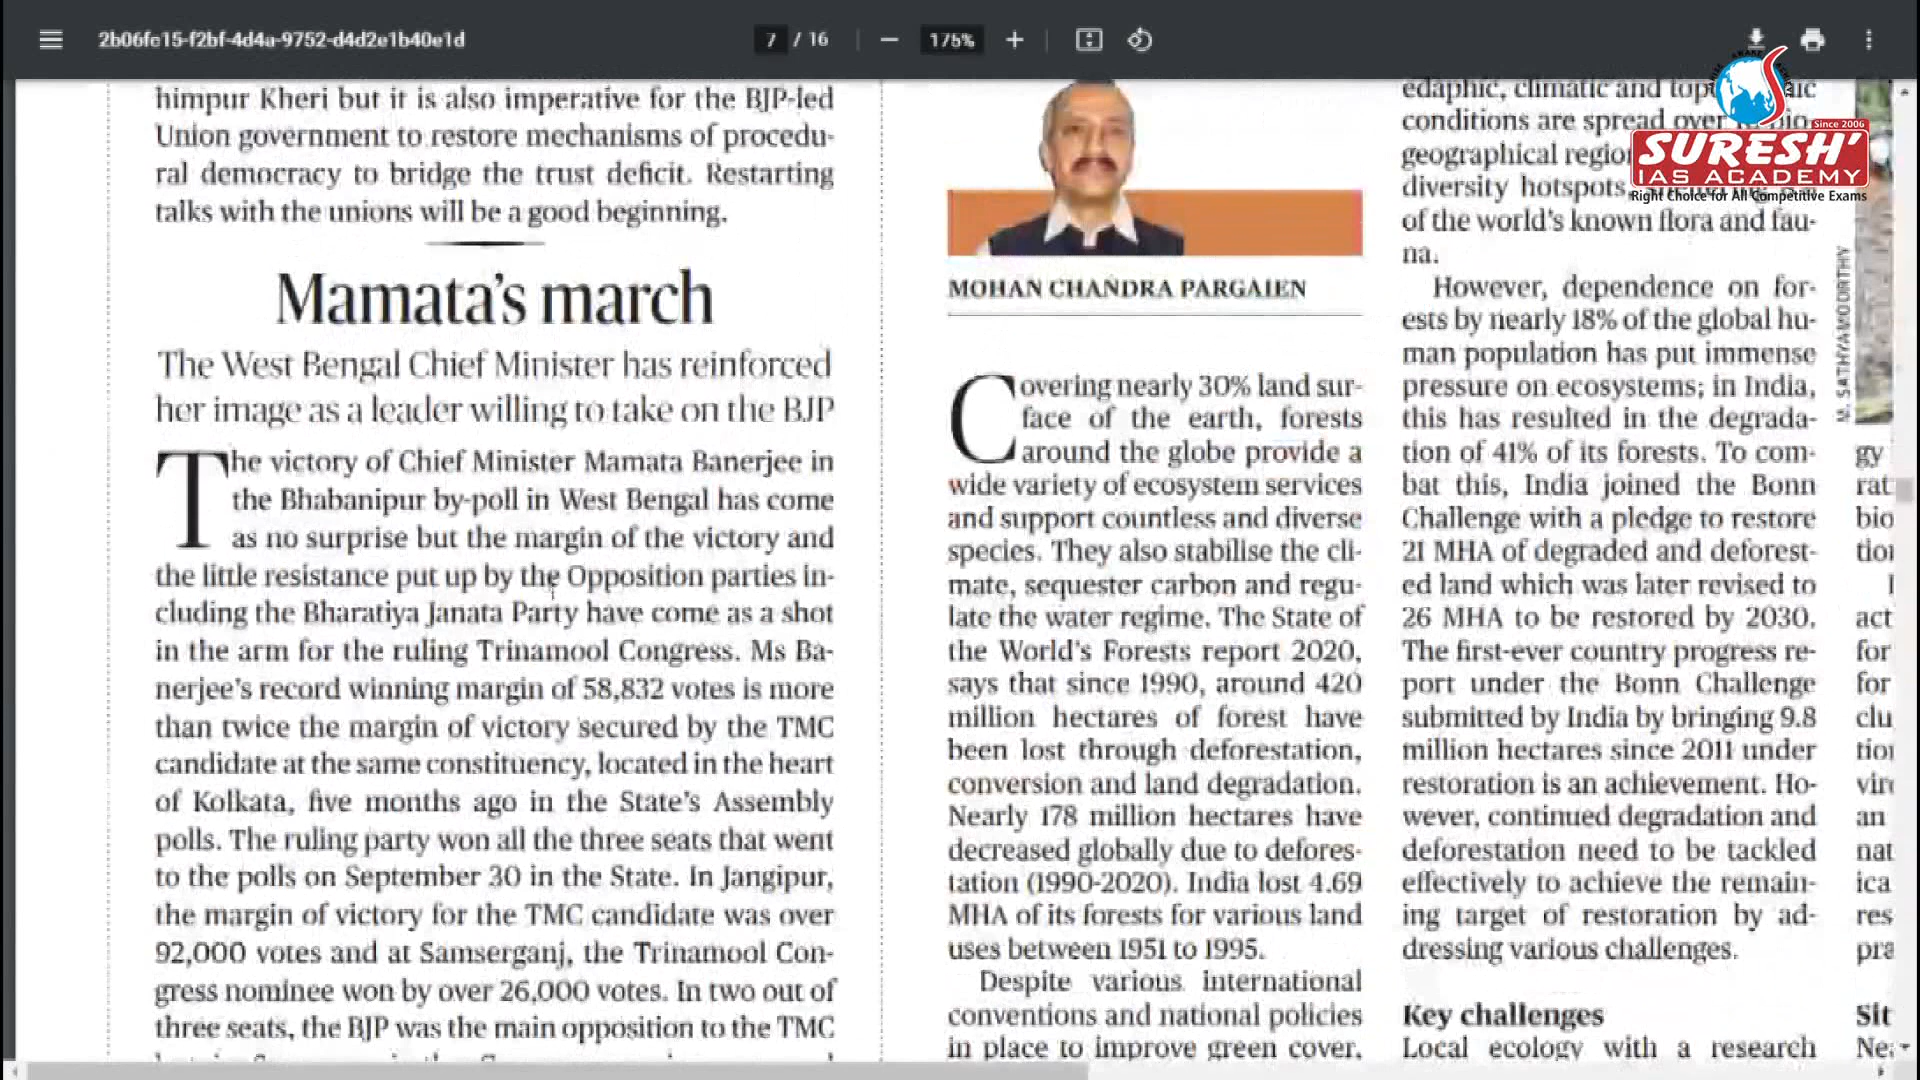 2b06fc15-f2bf-4d4a-9752-d4d2e1b40e1d
7 / 16
175%
SURESH'
Since 2006
IAS ACADEMY
Right Choice for All Competitive Exams
himpur Kheri but it is also imperative for the BJP-led
Union government to restore mechanisms of procedu-
ral democracy to bridge the trust deficit. Restarting
talks with the unions will be a good beginning.
Mamata's march
The West Bengal Chief Minister has reinforced
her image as a leader willing to take on the BJP
The victory of Chief Minister Mamata Banerjee in
the Bhabanipur by-poll in West Bengal has come
as no surprise but the margin of the victory and
the little resistance put up by the Opposition parties in-
cluding the Bharatiya Janata Party have come as a shot
in the arm for the ruling Trinamool Congress. Ms Ba-
nerjee's record winning margin of 58,832 votes is more
than twice the margin of victory secured by the TMC
candidate at the same constituency, located in the heart
of Kolkata, five months ago in the State's Assembly
polls. The ruling party won all the three seats that went
to the polls on September 30 in the State. In Jangipur,
the margin of victory for the TMC candidate was over
92,000 votes and at Samserganj, the Trinamool Con-
gress nominee won by over 26,000 votes. In two out of
three seats, the BJP was the main opposition to the TMC
MOHAN CHANDRA PARGAIEN
Covering nearly 30% land sur-
face of the earth, forests
around the globe provide a
wide variety of ecosystem services
and support countless and diverse
species. They also stabilise the cli-
mate, sequester carbon and regu-
late the water regime. The State of
the World's Forests report 2020,
says that since 1990, around 420
million hectares of forest have
been lost through deforestation,
conversion and land degradation.
Nearly 178 million hectares have
decreased globally due to defores-
tation (1990-2020). India lost 4.69
MHA of its forests for various land
uses between 1951 to 1995.
Despite various international
conventions and national policies
in place to improve green cover,
edaphic, climatic and
conditions are spread over
geographical
diversity hotspots,
of the world's known flora and fau-
na.
However, dependence on for-
ests by nearly 18% of the global hu-
man population has put immense
pressure on ecosystems; in India,
this has resulted in the degrada-
tion of 41% of its forests. To com-
bat this, India joined the Bonn
Challenge with a pledge to restore
21 MHA of degraded and deforest-
ed land which was later revised to
26 MHA to be restored by 2030.
The first-ever country progress re-
port under the Bonn Challenge
submitted by India by bringing 9.8
million hectares since 2011 under
restoration is an achievement. Ho-
wever, continued degradation and
deforestation need to be tackled
effectively to achieve the remain-
ing target of restoration by ad-
dressing various challenges.
Key challenges
Local ecology with a research
M. SATHYAMOORTHY
gy
rat
bio
tion
act
for
for
clu
tion
viro
an
nat
ica
res
pra
Sit
Ne